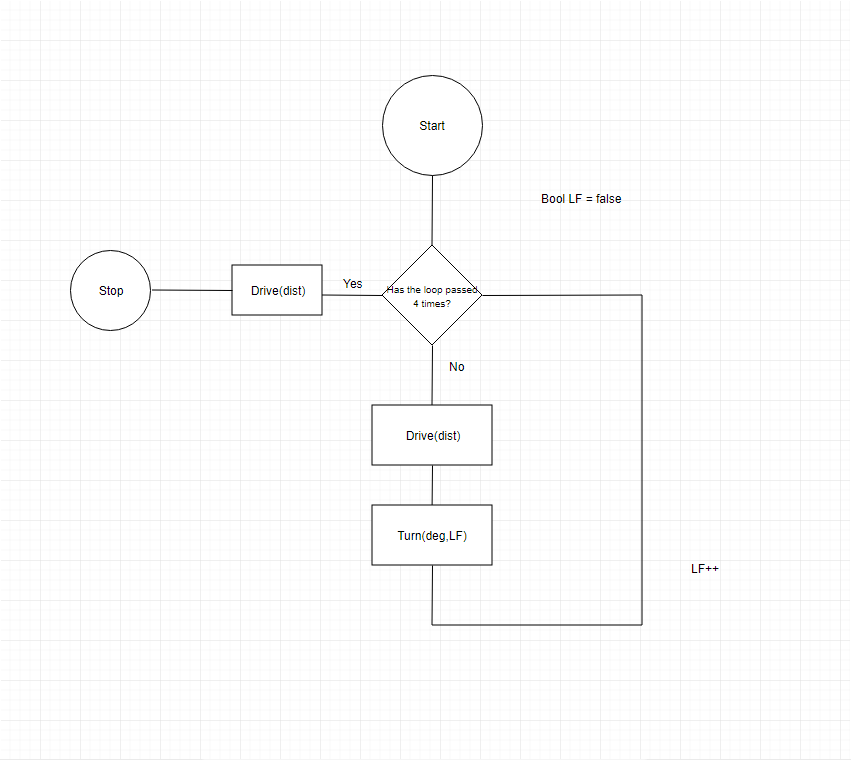 Start
Bool LF = false
Stop
Drive(dist)
Yes
Has the loop passed
4 times?
No
Drive(dist)
Turn(deg,LF)
LF++